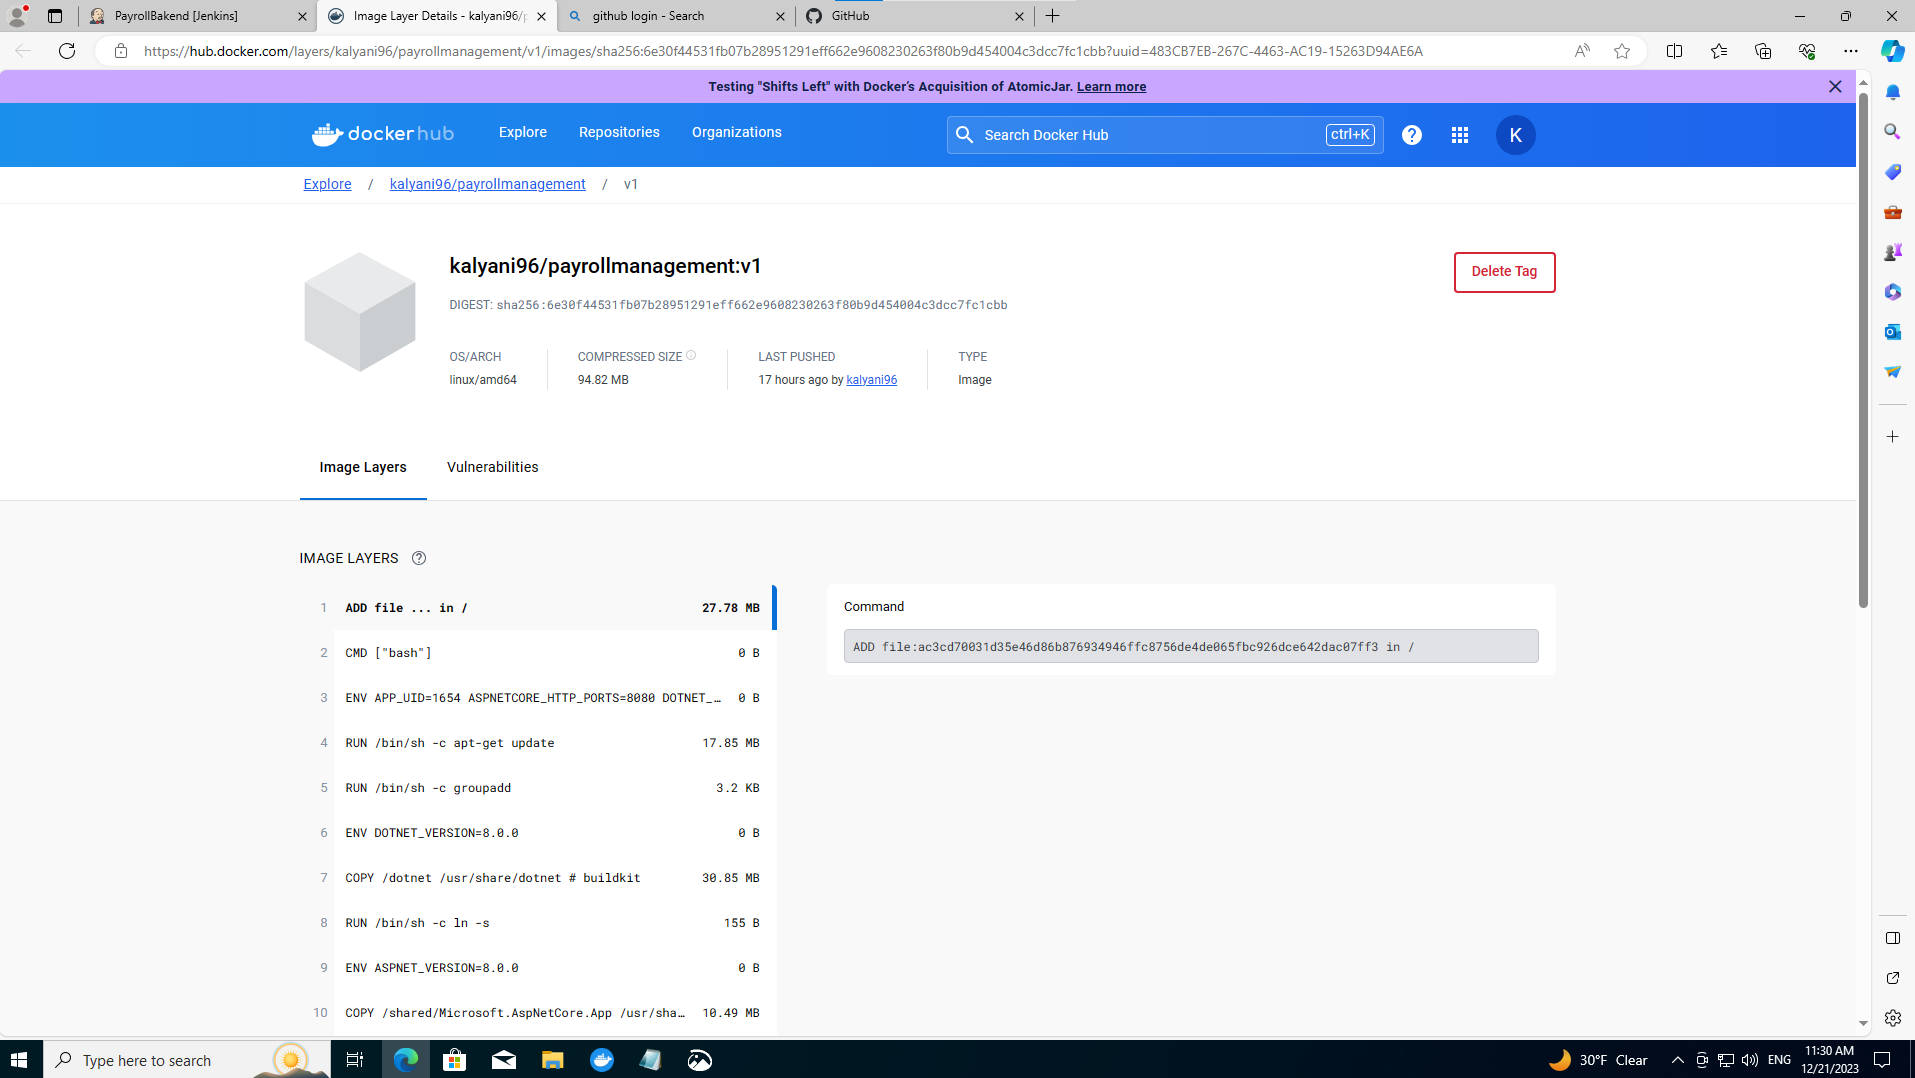 PayrollBakend [Jenkins]
Image Layer Details - kalyani96/p
github login - Search
GitHub
https://hub.docker.com/layers/kalyani96/payrollmanagement/v1/images/sha256:6e30f44531fb07b28951291eff662e9608230263f80b9d454004c3dcc7fc1cbb?uuid=483CB7EB-267C-4463-AC19-15263D94AE6A
Testing "Shifts Left" with Docker's Acquisition of AtomicJar. Learn more
dockerhub
Explore
Repositories
Organizations
Search Docker Hub
ctrl+K
K
Explore / kalyani96/payrollmanagement / v1
kalyani96/payrollmanagement:v1
Delete Tag
DIGEST: sha256:6e30f44531fb07b28951291eff662e9608230263f80b9d454004c3dcc7fc1cbb
OS/ARCH
linux/amd64
COMPRESSED SIZE
94.82 MB
LAST PUSHED
17 hours ago by kalyani96
TYPE
Image
Image Layers
Vulnerabilities
IMAGE LAYERS
1 ADD file ... in / 27.78 MB
2 CMD ["bash"] 0 B
3 ENV APP_UID=1654 ASPNETCORE_HTTP_PORTS=8080 DOTNET_… 0 B
4 RUN /bin/sh -c apt-get update 17.85 MB
5 RUN /bin/sh -c groupadd 3.2 KB
6 ENV DOTNET_VERSION=8.0.0 0 B
7 COPY /dotnet /usr/share/dotnet # buildkit 30.85 MB
8 RUN /bin/sh -c ln -s 155 B
9 ENV ASPNET_VERSION=8.0.0 0 B
10 COPY /shared/Microsoft.AspNetCore.App /usr/sha… 10.49 MB
Command
ADD file:ac3cd70031d35e46d86b876934946ffc8756de4de065fbc926dce642dac07ff3 in /
Type here to search
30°F Clear
ENG
11:30 AM
12/21/2023